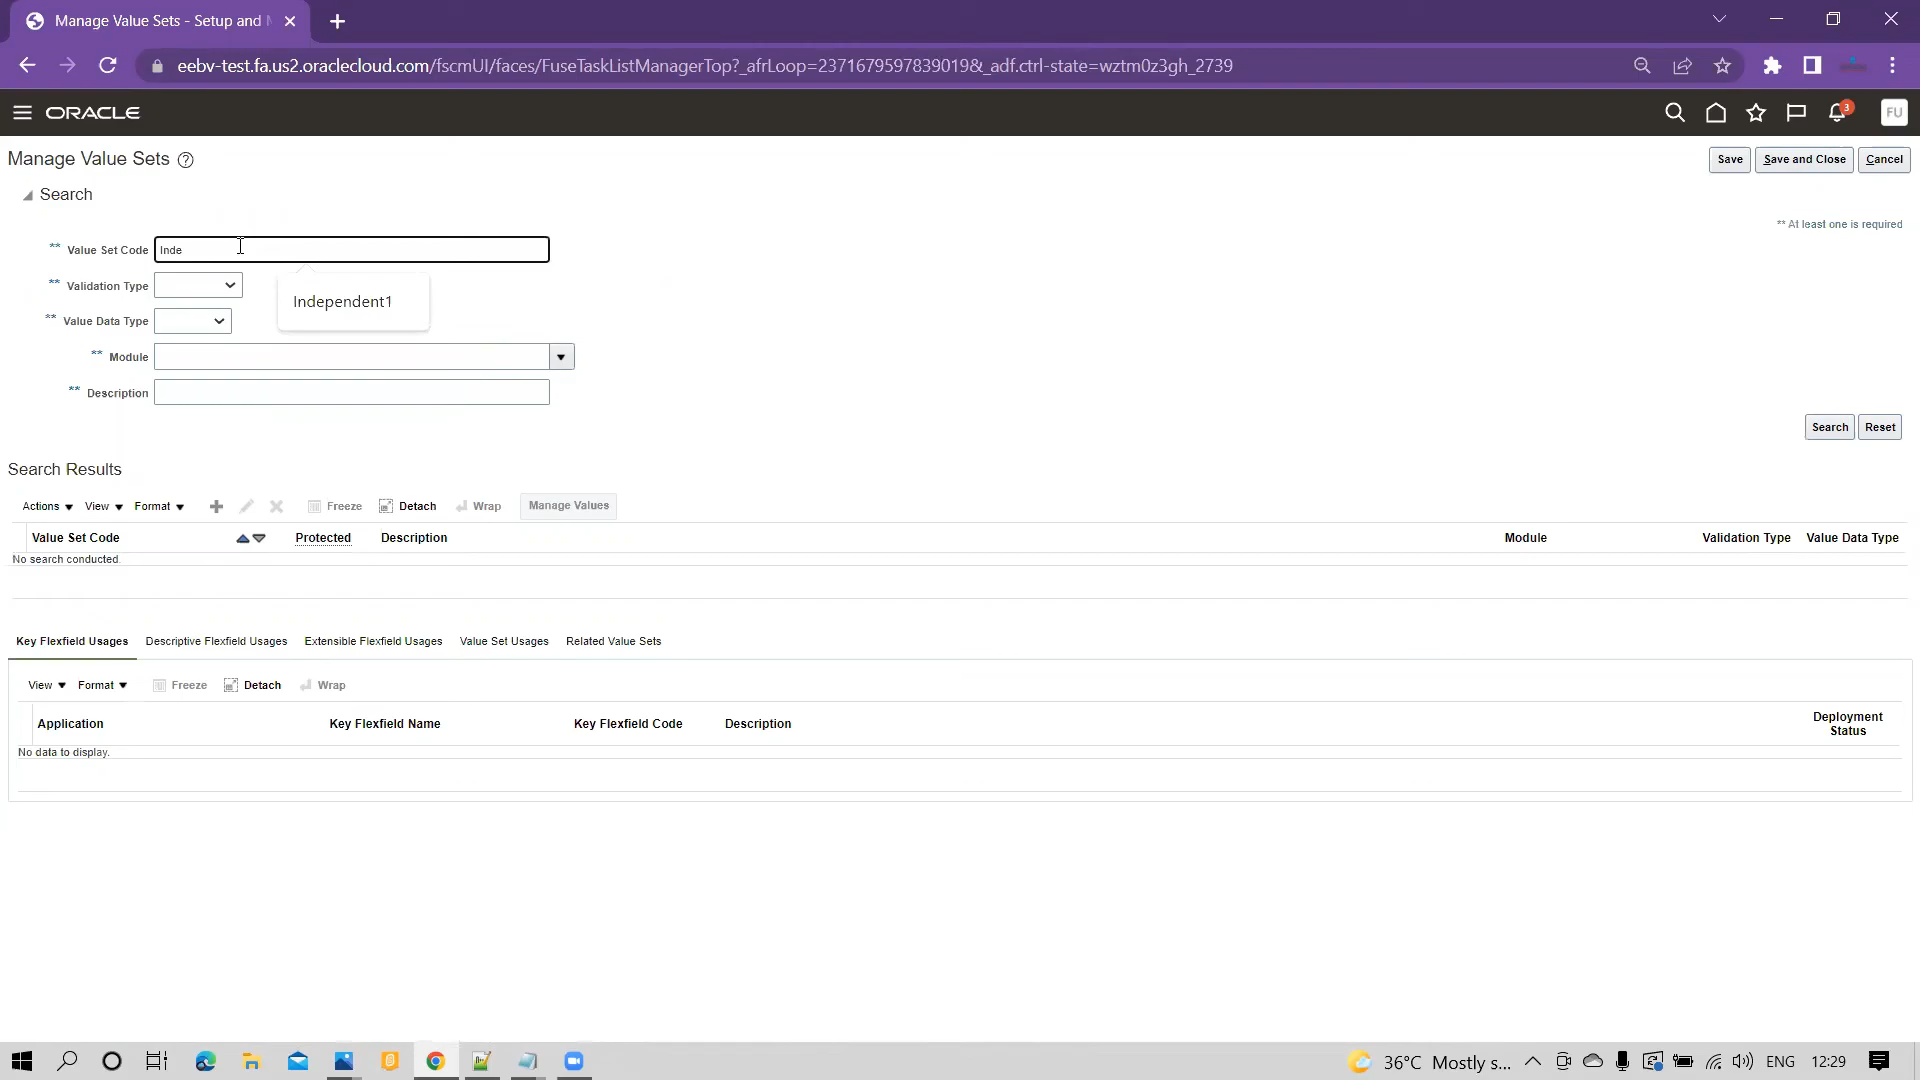 Manage Value Sets - Setup and M
eebv-test.fa.us2.oraclecloud.com/fscmUI/faces/FuseTaskListManagerTop?_afrLoop=2371679597839019&_adf.ctrl-state=wztm0z3gh_2739
ORACLE
3
FU
Manage Value Sets
Save
Save and Close
Cancel
Search
** At least one is required
** Value Set Code
Inde
** Validation Type
Independent1
** Value Data Type
** Module
** Description
Search
Reset
Search Results
Actions
View
Format
Freeze
Detach
Wrap
Manage Values
Value Set Code
Protected
Description
Module
Validation Type
Value Data Type
No search conducted.
Key Flexfield Usages
Descriptive Flexfield Usages
Extensible Flexfield Usages
Value Set Usages
Related Value Sets
View
Format
Freeze
Detach
Wrap
Application
Key Flexfield Name
Key Flexfield Code
Description
Deployment
Status
No data to display.
36°C
Mostly s...
ENG
12:29